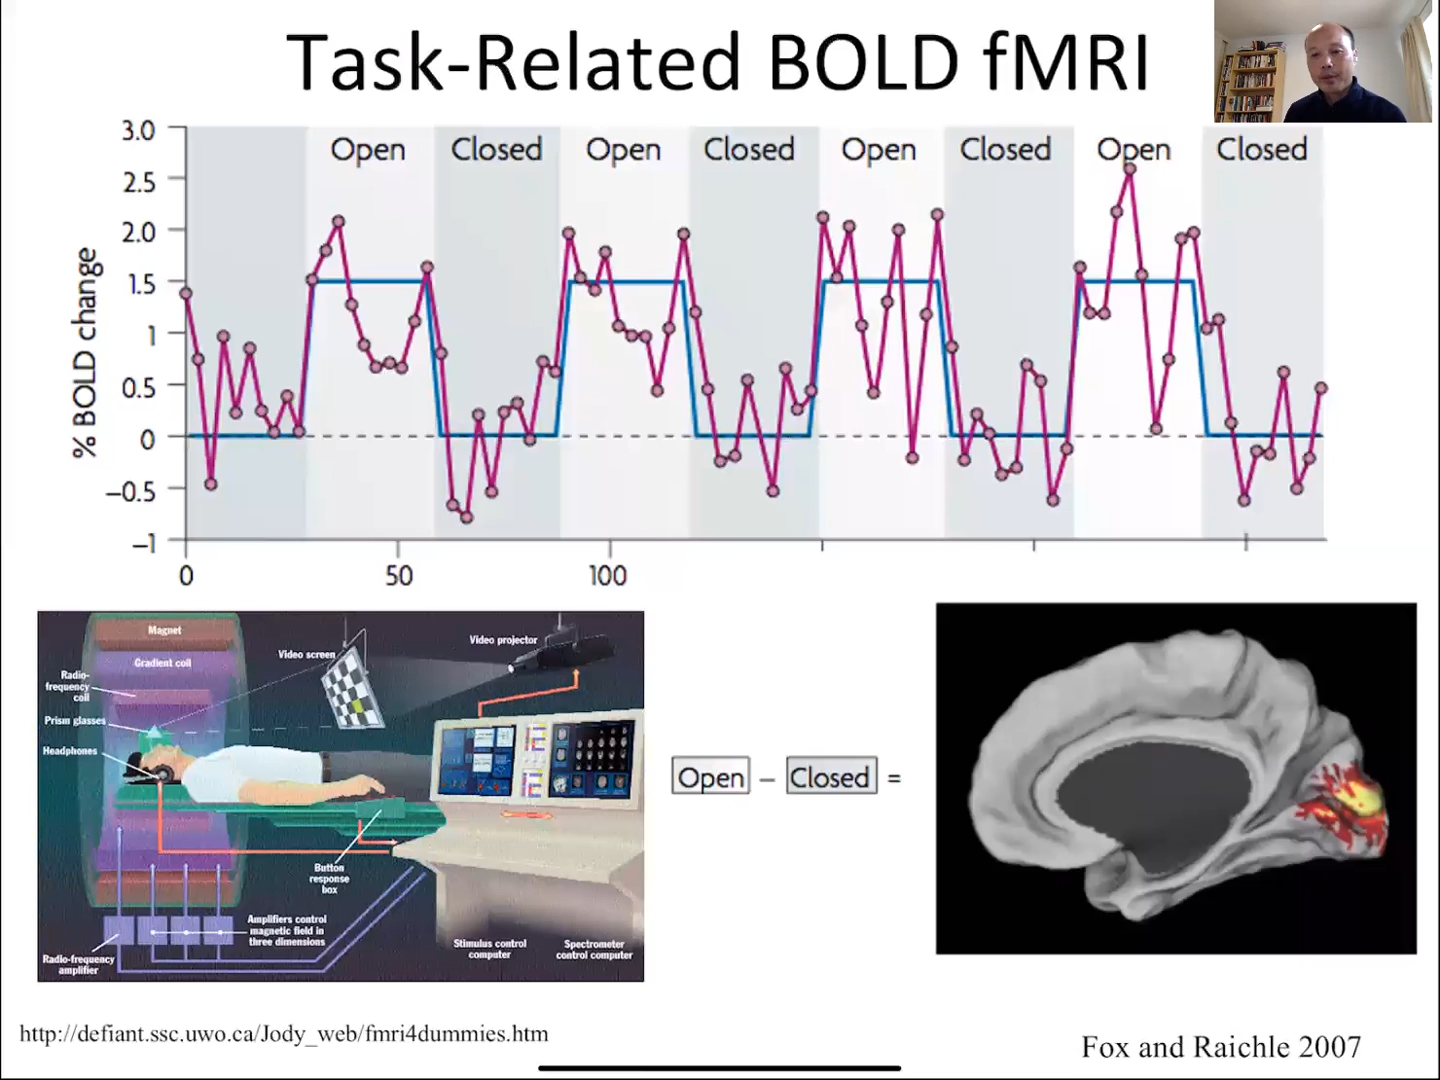 Task-Related BOLD fMRI
3.0
2.5
2.0
1.5
1
0.5
0
–0.5
–1
% BOLD change
Open
Closed
Open
Closed
Open
Closed
Open
Closed
0
50
100
Magnet
Gradient coil
Radio-
frequency
coil
Prism glasses
Headphones
Video screen
Video projector
Button
response
box
Amplifiers control
magnetic field in
three dimensions
Radio-frequency
amplifier
Stimulus control
computer
Spectrometer
control computer
Open – Closed =
http://defiant.ssc.uwo.ca/Jody_web/fmri4dummies.htm
Fox and Raichle 2007